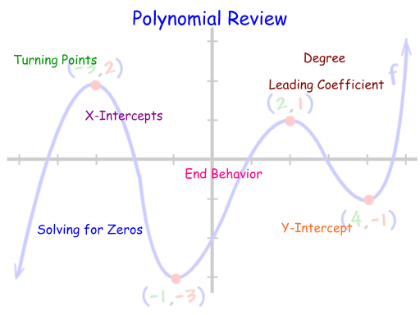 Polynomial Review
Turning Points
Degree
(-3,2)
f
Leading Coefficient
(2,1)
X-Intercepts
End Behavior
Solving for Zeros
Y-Intercept
(4,-1)
(-1,-3)